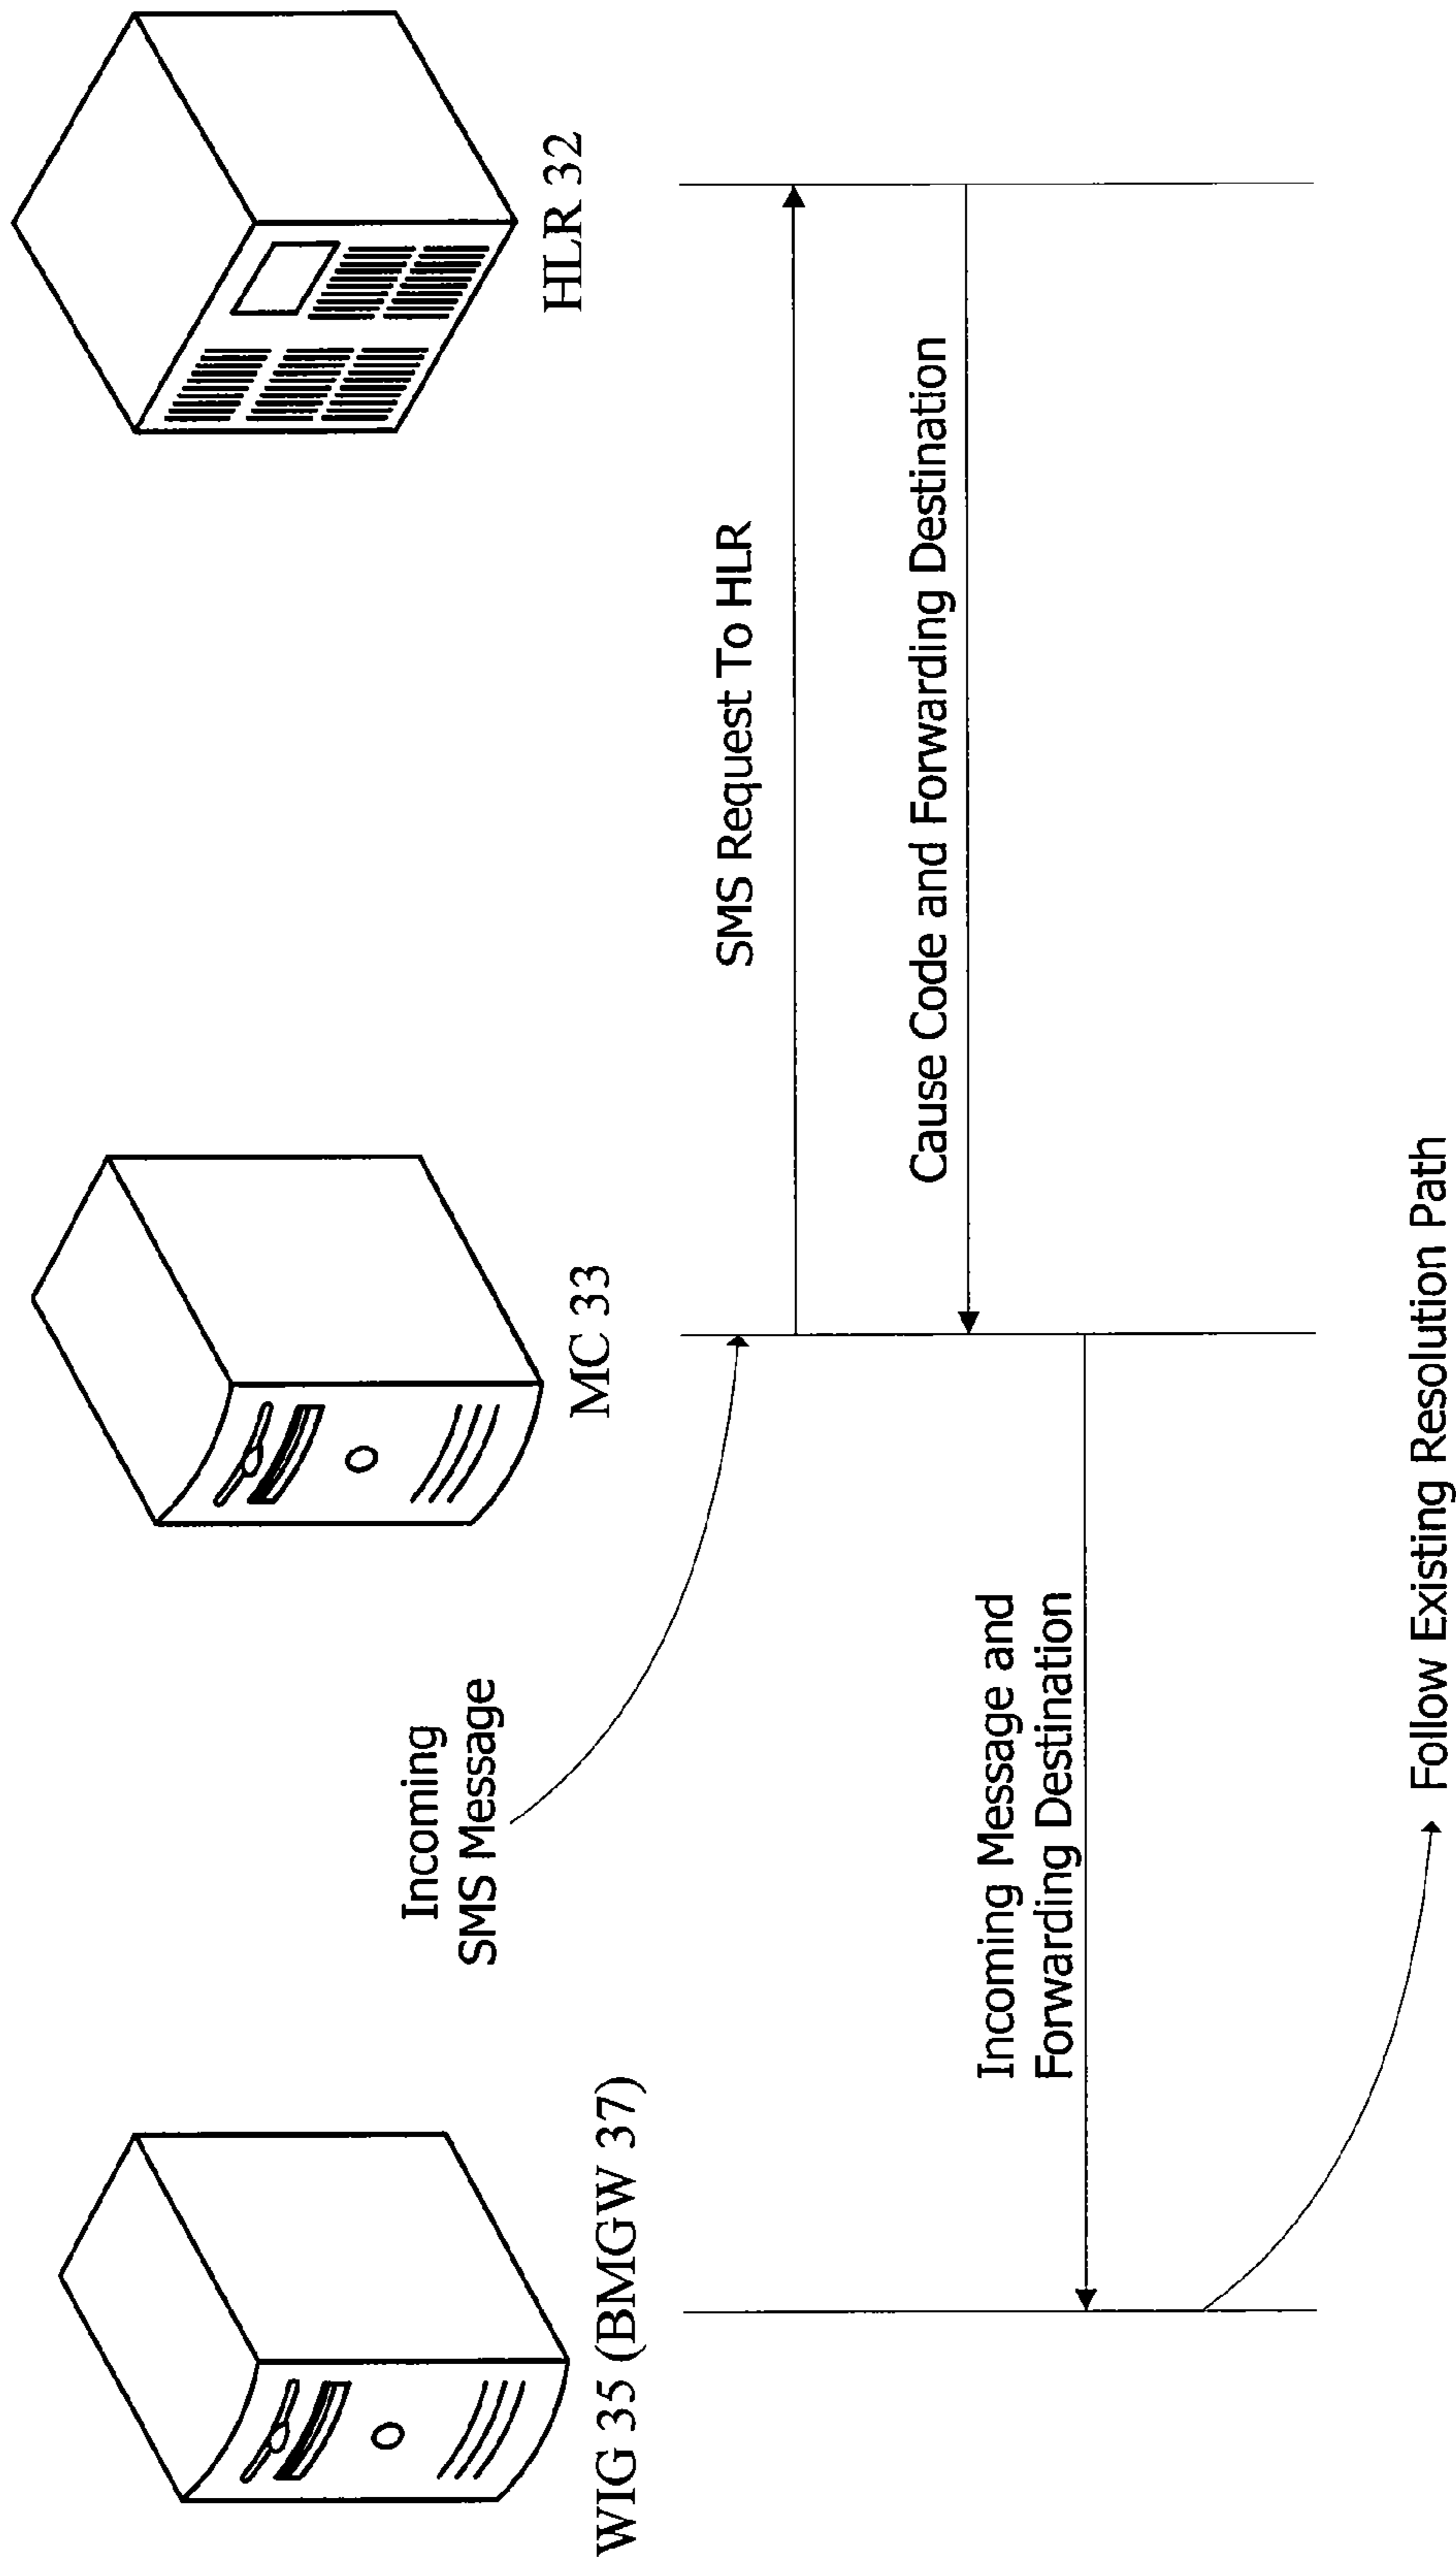 WIG 35 (BMGW 37)
MC 33
HLR 32
Incoming
SMS Message
SMS Request To HLR
Cause Code and Forwarding Destination
Incoming Message and
Forwarding Destination
Follow Existing Resolution Path